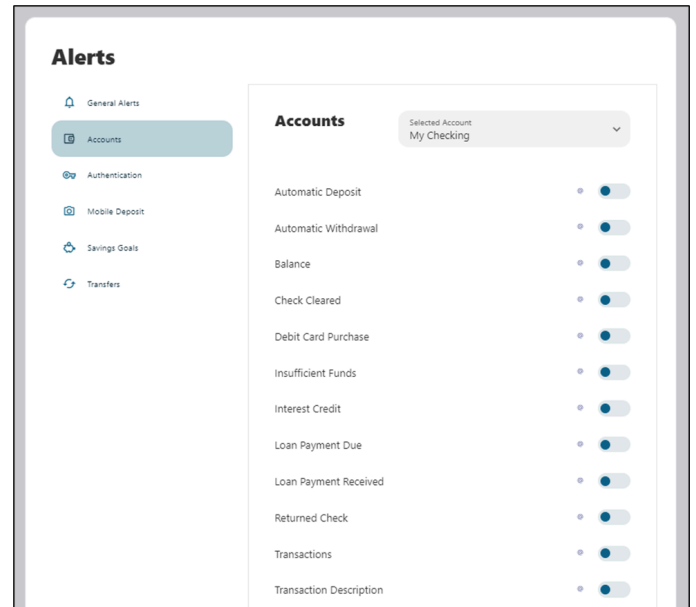 Alerts
General Alerts
Accounts
Authentication
Mobile Deposit
Savings Goals
Transfers
Accounts
Selected Account
My Checking
Automatic Deposit
Automatic Withdrawal
Balance
Check Cleared
Debit Card Purchase
Insufficient Funds
Interest Credit
Loan Payment Due
Loan Payment Received
Returned Check
Transactions
Transaction Description